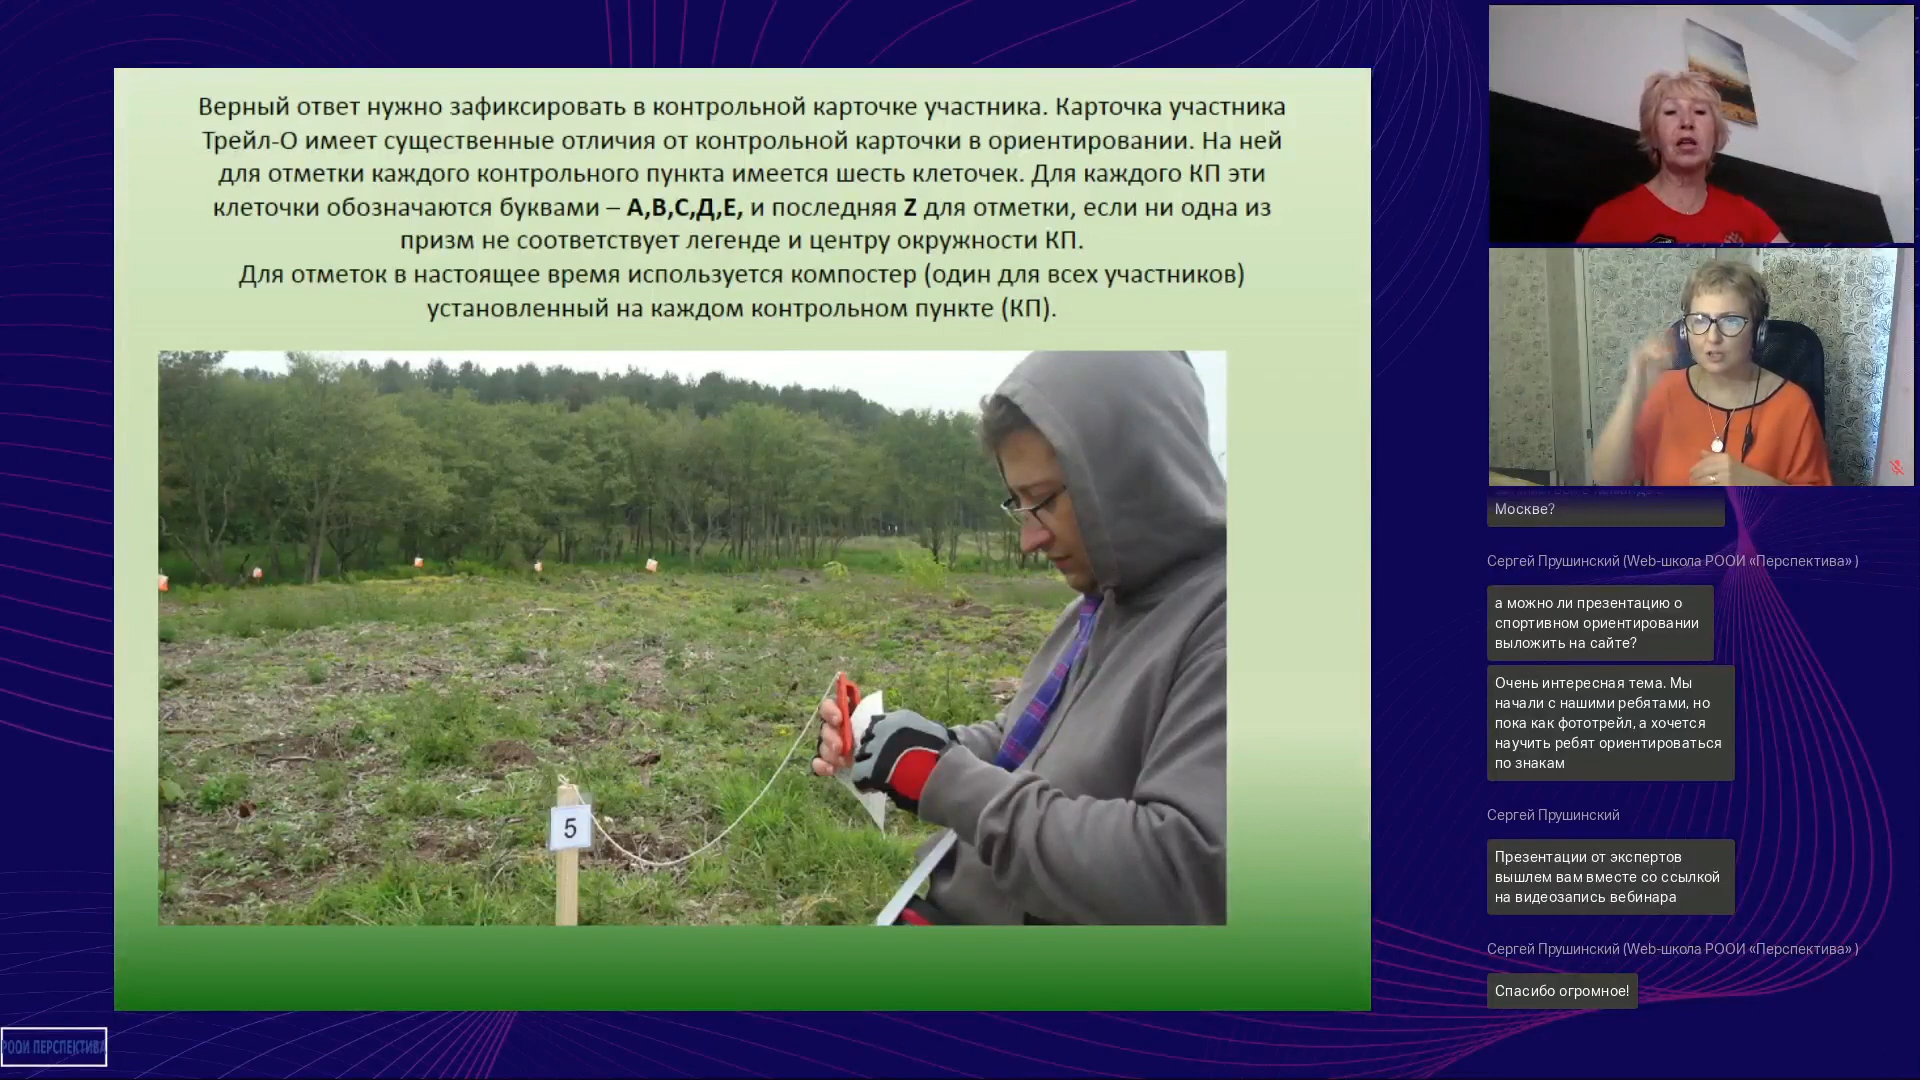 Верный ответ нужно зафиксировать в контрольной карточке участника. Карточка участника
Трейл-О имеет существенные отличия от контрольной карточки в ориентировании. На ней
для отметки каждого контрольного пункта имеется шесть клеточек. Для каждого КП эти
клеточки обозначаются буквами – А,В,С,Д,Е, и последняя Z для отметки, если ни одна из
призм не соответствует легенде и центру окружности КП.
Для отметок в настоящее время используется компостер (один для всех участников)
установленный на каждом контрольном пункте (КП).
5
РООИ ПЕРСПЕКТИВА
Москве?
Сергей Прушинский (Web-школа РООИ «Перспектива» )
а можно ли презентацию о
спортивном ориентировании
выложить на сайте?
Очень интересная тема. Мы
начали с нашими ребятами, но
пока как фототрейл, а хочется
научить ребят ориентироваться
по знакам
Сергей Прушинский
Презентации от экспертов
вышлем вам вместе со ссылкой
на видеозапись вебинара
Сергей Прушинский (Web-школа РООИ «Перспектива» )
Спасибо огромное!